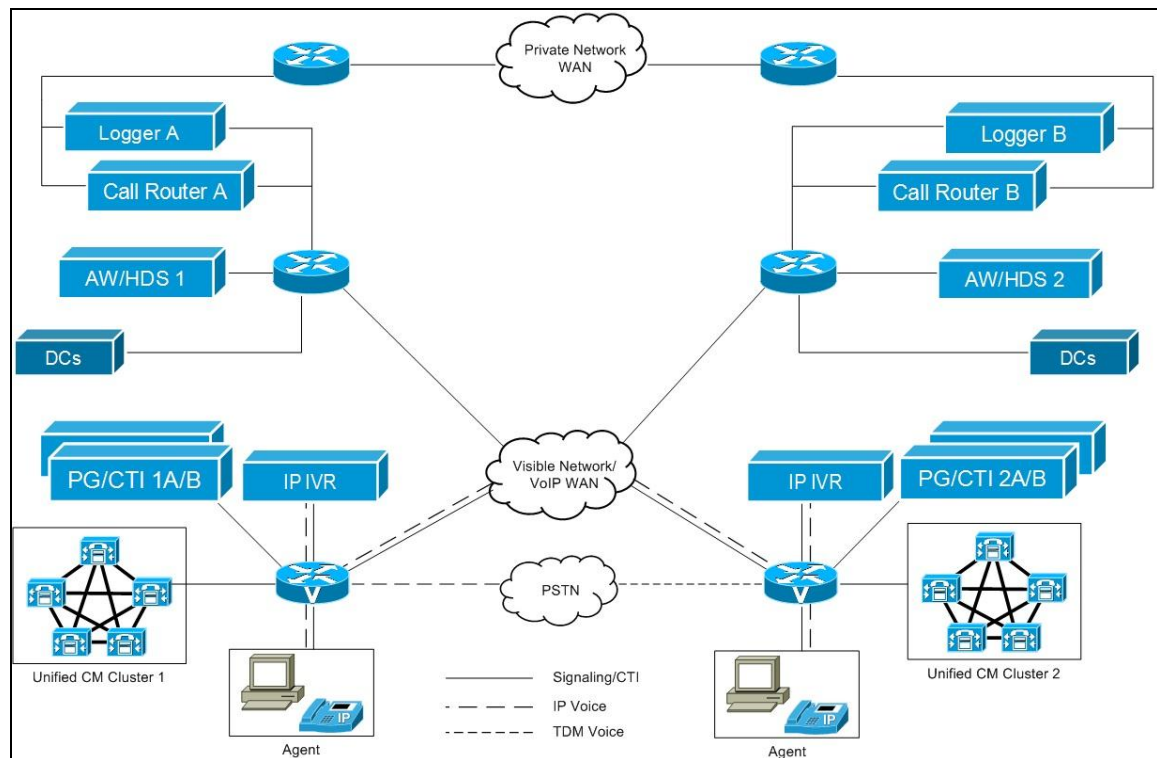 Private Network
WAN
Logger A
Logger B
Call Router A
Call Router B
AW/HDS 1
AW/HDS 2
DCs
DCs
PG/CTI 1A/B
IP IVR
Visible Network/
VoIP WAN
IP IVR
PG/CTI 2A/B
V
PSTN
V
Unified CM Cluster 1
IP
Agent
Signaling/CTI
IP Voice
TDM Voice
IP
Agent
Unified CM Cluster 2